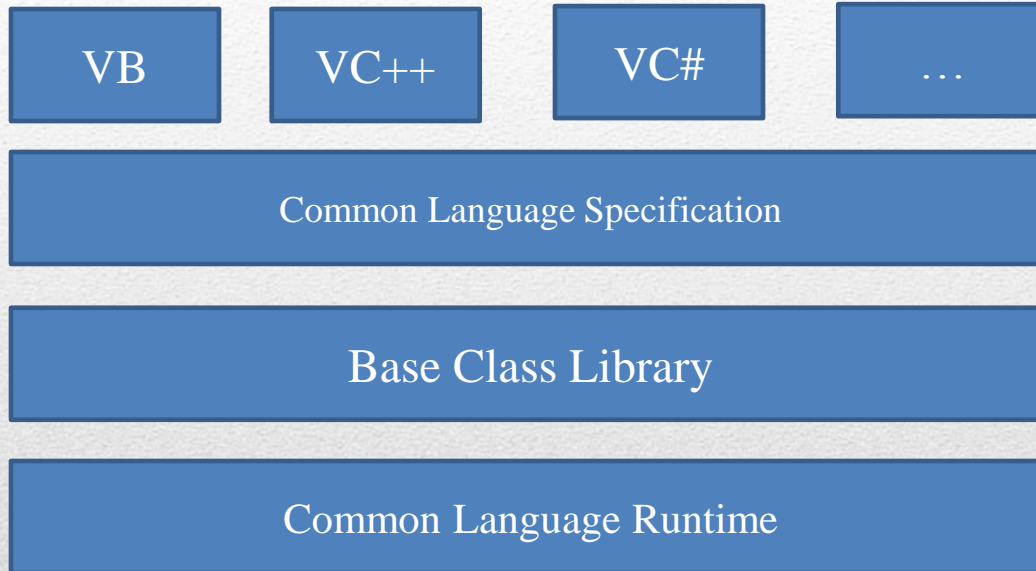 VB
VC++
VC#
…
Common Language Specification
Base Class Library
Common Language Runtime